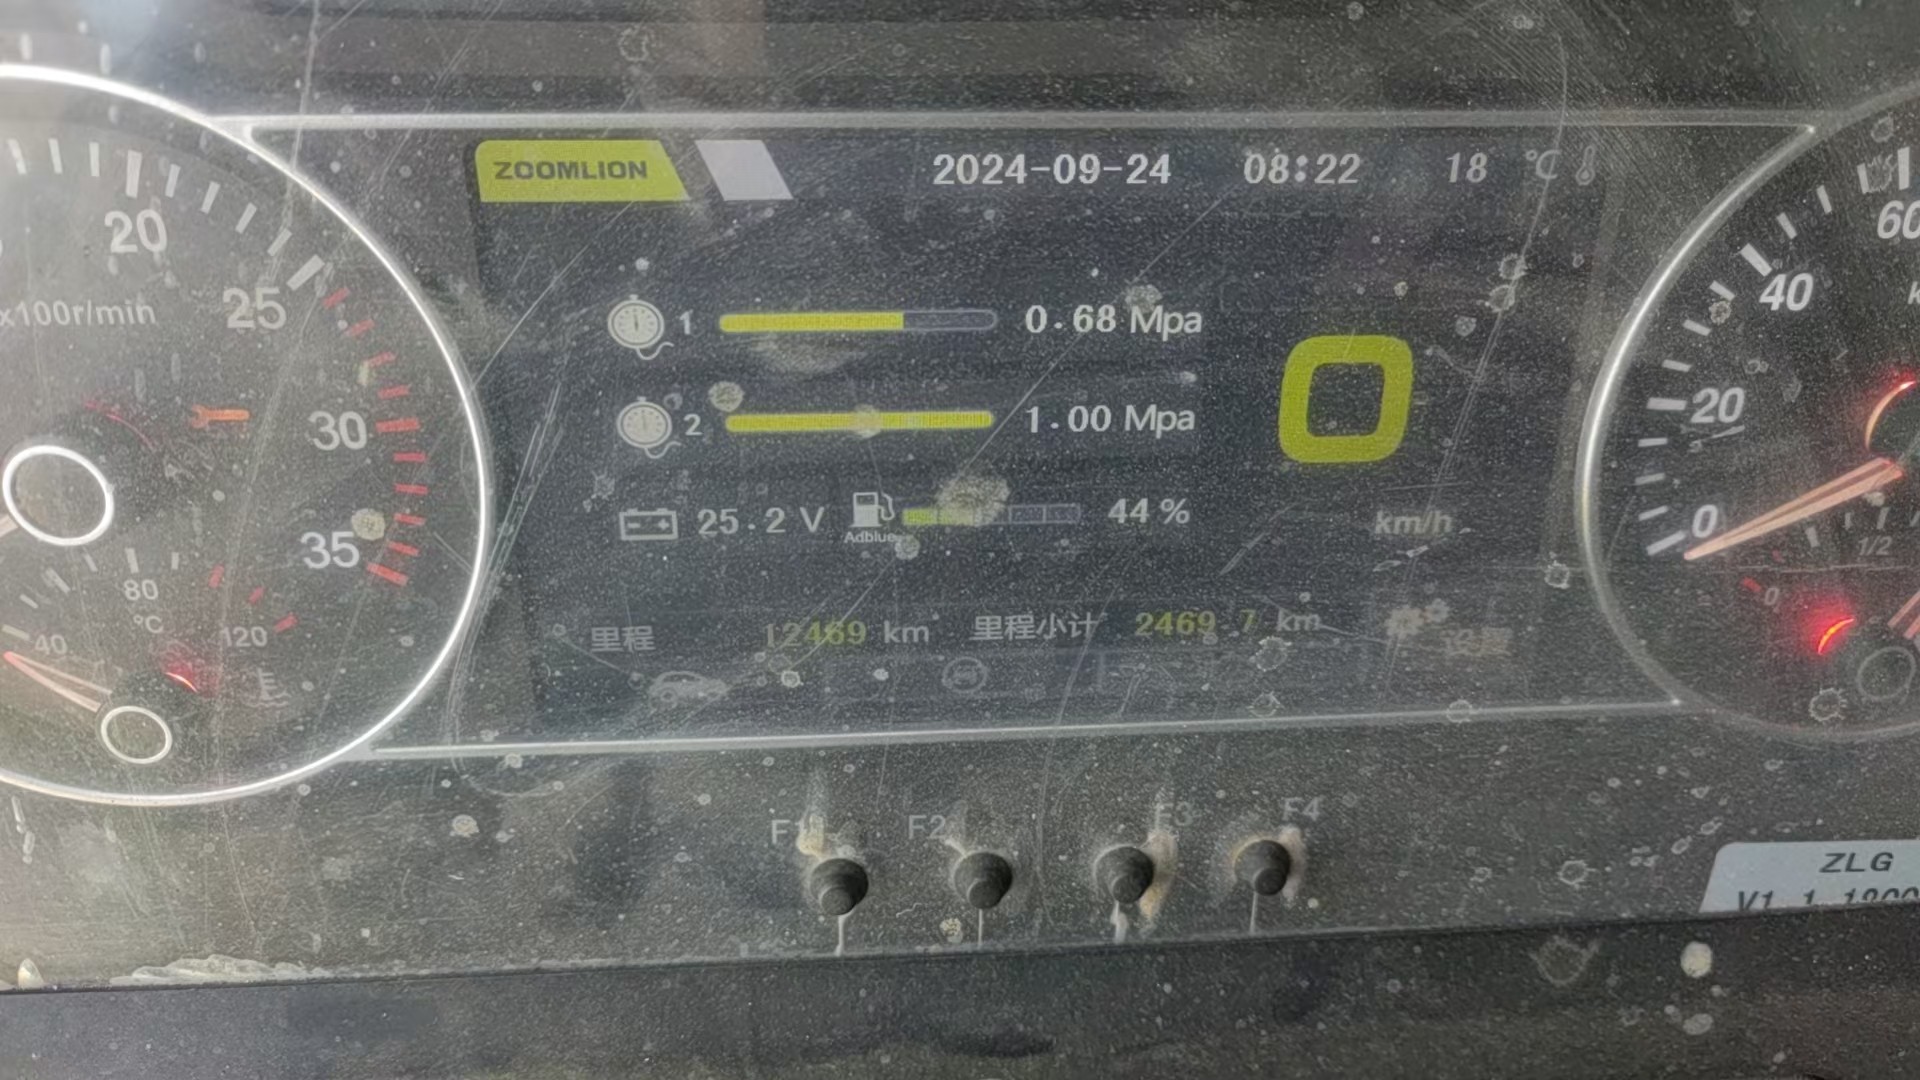 ZOOMLION 2024-09-24 08:22 18 ℃
20
25
x100r/min
30
35
80
℃
40
120
1 0.68 Mpa
2 1.00 Mpa
25.2 V Adblue 44 %
0
km/h
里程 12469 km 里程小计 2469.7 km
60
40
20
0
1/2
0
F1 F2 F3 F4
ZLG